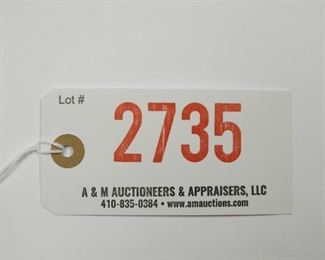 Lot #
2735
A & M AUCTIONEERS & APPRAISERS, LLC
410-835-0384 • www.amauctions.com